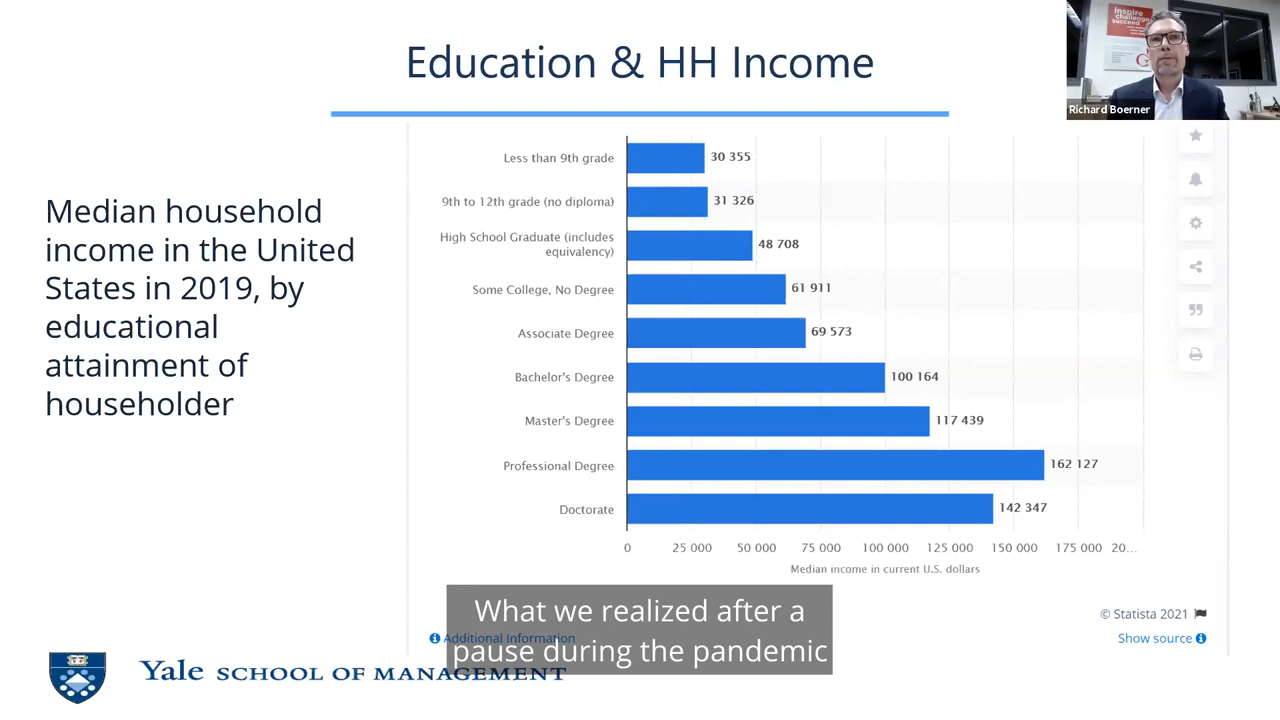 Education & HH Income
inspire
challenge
succeed
G
Richard Boerner
Median household
income in the United
States in 2019, by
educational
attainment of
householder
Less than 9th grade 30 355
9th to 12th grade (no diploma) 31 326
High School Graduate (includes
equivalency) 48 708
Some College, No Degree 61 911
Associate Degree 69 573
Bachelor's Degree 100 164
Master's Degree 117 439
Professional Degree 162 127
Doctorate 142 347
0 25 000 50 000 75 000 100 000 125 000 150 000 175 000 20...
Median income in current U.S. dollars
© Statista 2021
Additional Information
Show source
What we realized after a
pause during the pandemic
Yale SCHOOL OF MANAGEMENT